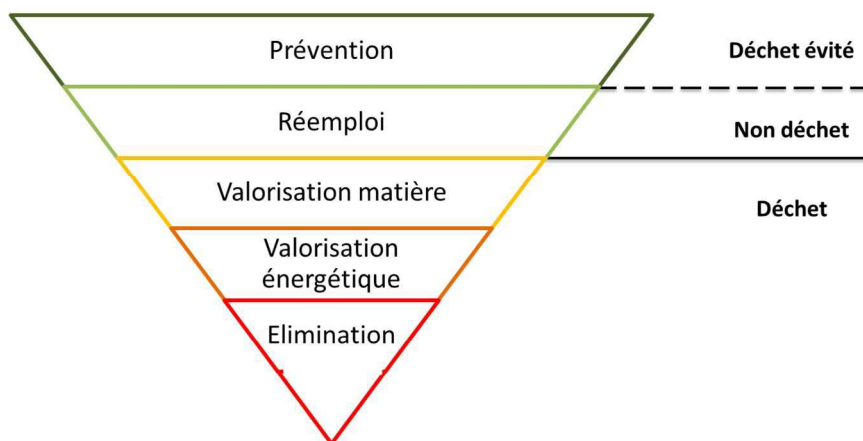 Prévention
Déchet évité
Réemploi
Non déchet
Valorisation matière
Déchet
Valorisation
énergétique
Elimination